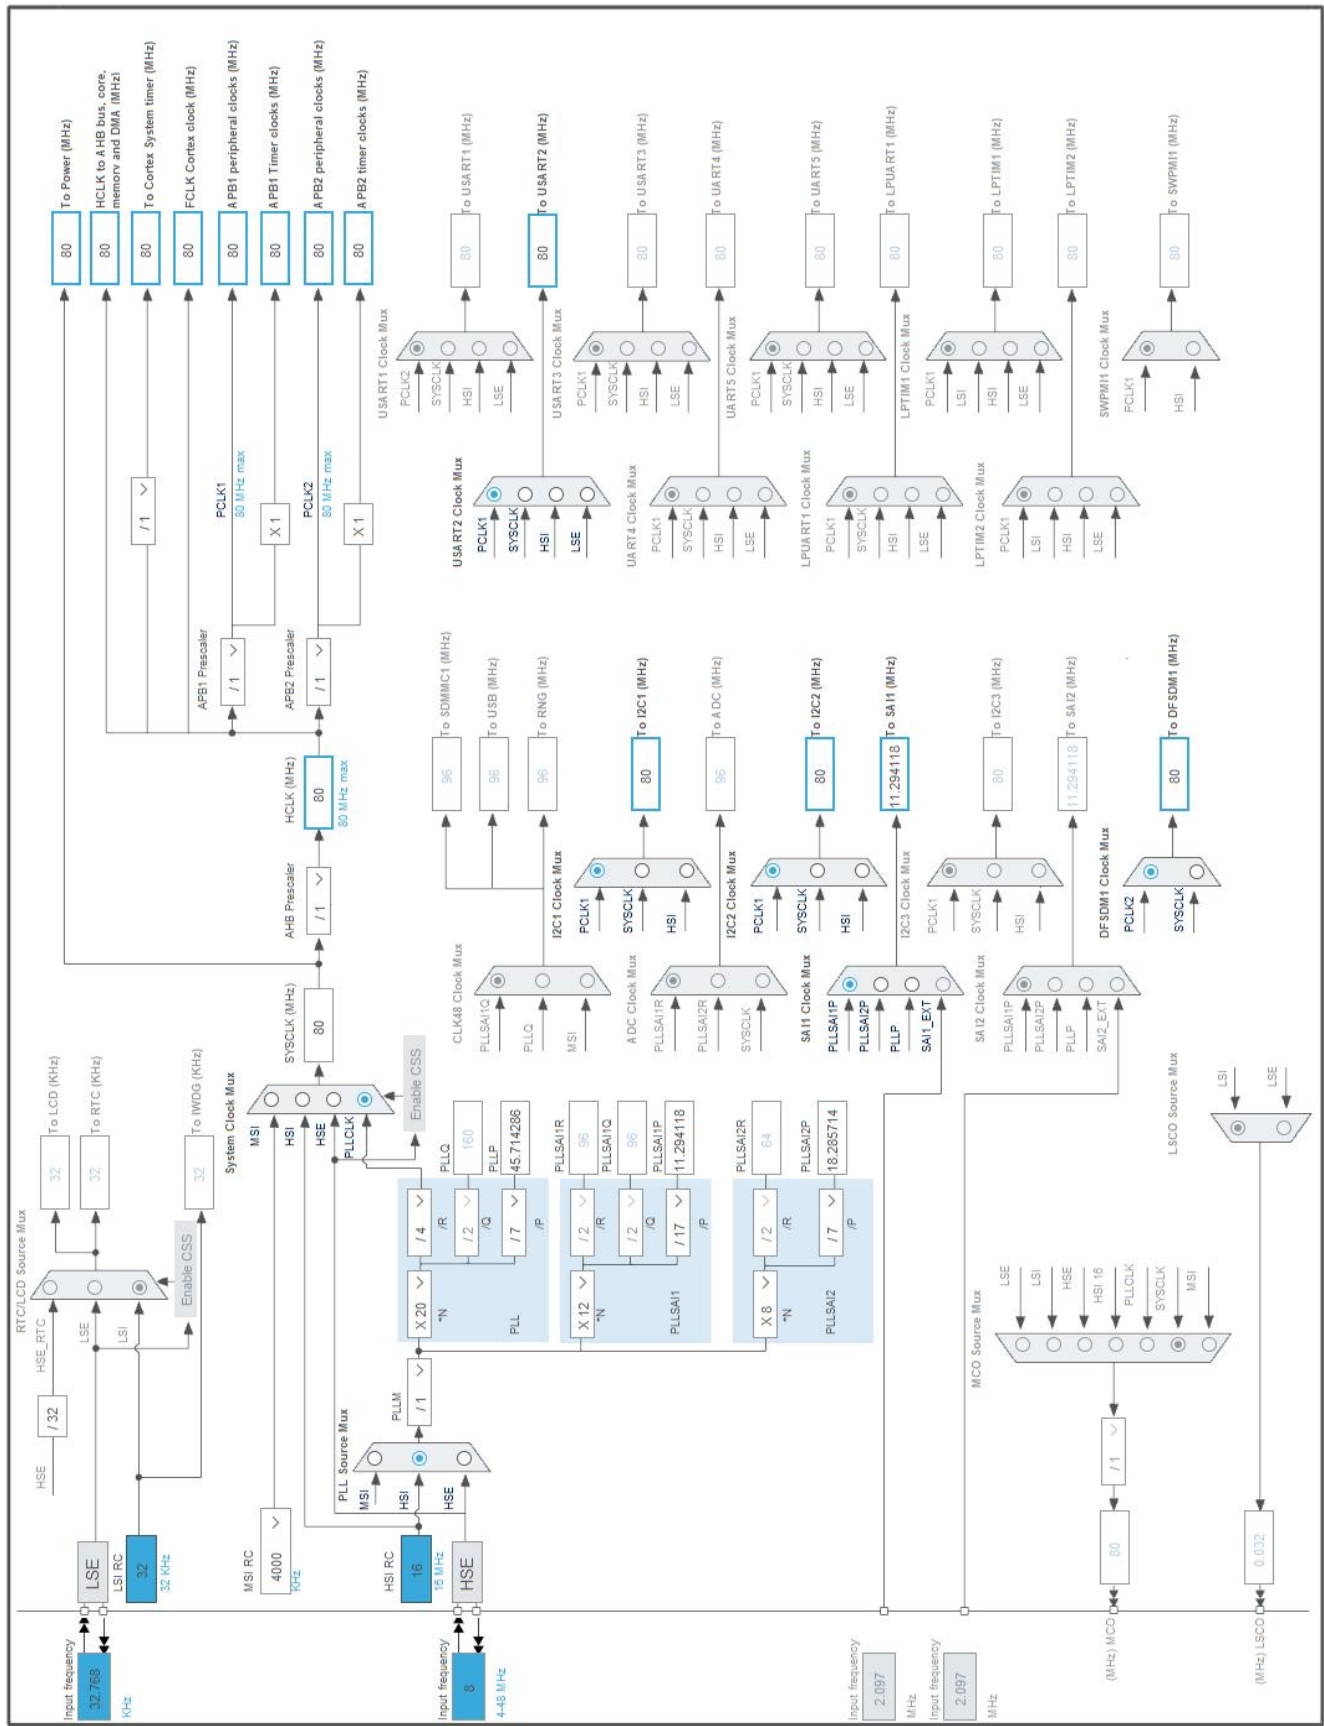 Input frequency
32.768
KHz
LSE
LSI RC
32
32 KHz
HSE
/ 32
HSE_RTC
LSE
LSI
RTC/LCD Source Mux
Enable CSS
32
To LCD (KHz)
32
To RTC (KHz)
32
To IWDG (KHz)
MSI RC
4000
KHz
HSI RC
16
16 MHz
Input frequency
8
4-48 MHz
HSE
PLL Source Mux
MSI
HSI
HSE
PLLM
/ 1
System Clock Mux
MSI
HSI
HSE
PLLCLK
Enable CSS
SYSCLK (MHz)
80
AHB Prescaler
/ 1
HCLK (MHz)
80
80 MHz max
APB1 Prescaler
/ 1
APB2 Prescaler
/ 1
/ 1
PCLK1
80 MHz max
X 1
PCLK2
80 MHz max
X 1
80
To Power (MHz)
80
HCLK to AHB bus, core,
memory and DMA (MHz)
80
To Cortex System timer (MHz)
80
FCLK Cortex clock (MHz)
80
APB1 peripheral clocks (MHz)
80
APB1 Timer clocks (MHz)
80
APB2 peripheral clocks (MHz)
80
APB2 timer clocks (MHz)
X 20
*N
PLL
/ 4
/R
/ 2
/Q
/ 7
/P
PLLQ
160
PLLP
45.714286
X 12
*N
PLLSAI1
/ 2
/R
/ 2
/Q
/ 17
/P
PLLSAI1R
96
PLLSAI1Q
96
PLLSAI1P
11.294118
X 8
*N
PLLSAI2
/ 2
/R
/ 7
/P
PLLSAI2R
64
PLLSAI2P
18.285714
CLK48 Clock Mux
PLLSAI1Q
PLLQ
MSI
96
To SDMMC1 (MHz)
96
To USB (MHz)
96
To RNG (MHz)
I2C1 Clock Mux
PCLK1
SYSCLK
HSI
80
To I2C1 (MHz)
ADC Clock Mux
PLLSAI1R
PLLSAI2R
SYSCLK
96
To ADC (MHz)
I2C2 Clock Mux
PCLK1
SYSCLK
HSI
80
To I2C2 (MHz)
SAI1 Clock Mux
PLLSAI1P
PLLSAI2P
PLLP
SAI1_EXT
11.294118
To SAI1 (MHz)
I2C3 Clock Mux
PCLK1
SYSCLK
HSI
80
To I2C3 (MHz)
SAI2 Clock Mux
PLLSAI1P
PLLSAI2P
PLLP
SAI2_EXT
11.294118
To SAI2 (MHz)
DFSDM1 Clock Mux
PCLK2
SYSCLK
80
To DFSDM1 (MHz)
USART1 Clock Mux
PCLK2
SYSCLK
HSI
LSE
80
To USART1 (MHz)
USART2 Clock Mux
PCLK1
SYSCLK
HSI
LSE
80
To USART2 (MHz)
USART3 Clock Mux
PCLK1
SYSCLK
HSI
LSE
80
To USART3 (MHz)
UART4 Clock Mux
PCLK1
SYSCLK
HSI
LSE
80
To UART4 (MHz)
UART5 Clock Mux
PCLK1
SYSCLK
HSI
LSE
80
To UART5 (MHz)
LPUART1 Clock Mux
PCLK1
SYSCLK
HSI
LSE
80
To LPUART1 (MHz)
LPTIM1 Clock Mux
PCLK1
LSI
HSI
LSE
80
To LPTIM1 (MHz)
LPTIM2 Clock Mux
PCLK1
LSI
HSI
LSE
80
To LPTIM2 (MHz)
SWPMI1 Clock Mux
PCLK1
HSI
80
To SWPMI1 (MHz)
Input frequency
2.097
MHz
Input frequency
2.097
MHz
(MHz) MCO
80
/ 1
MCO Source Mux
LSE
LSI
HSE
HSI 16
PLLCLK
SYSCLK
MSI
(MHz) LSCO
0.032
LSCO Source Mux
LSI
LSE